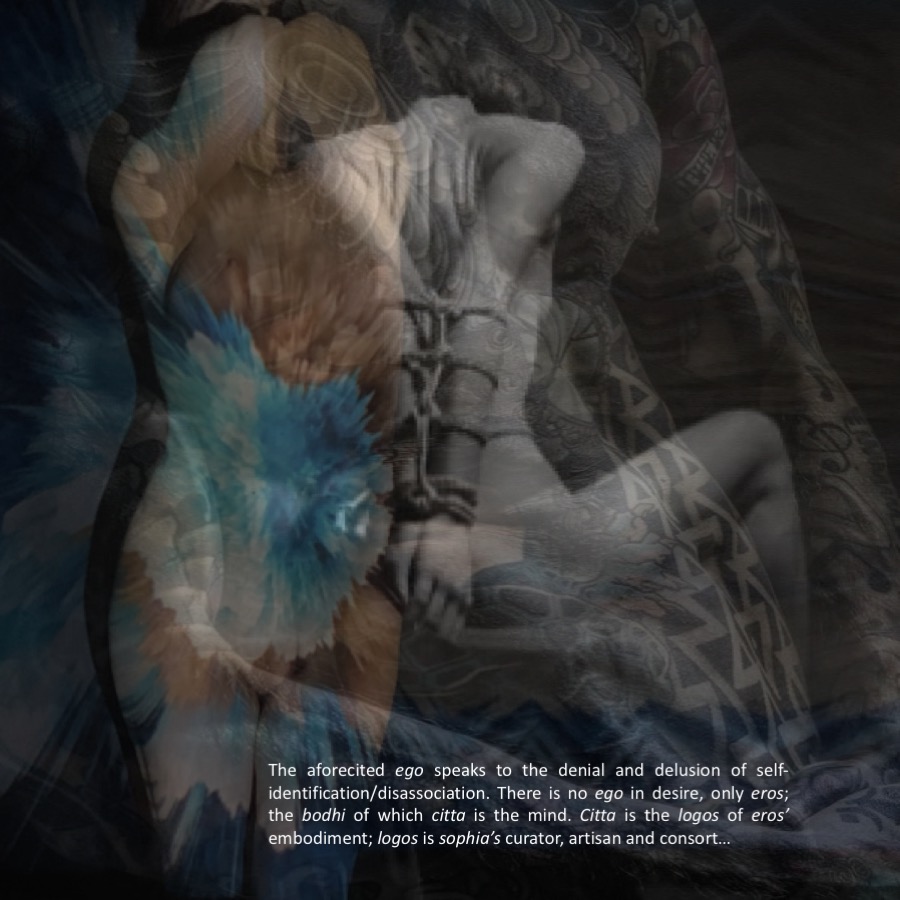 The aforecited ego speaks to the denial and delusion of self-
identification/disassociation. There is no ego in desire, only eros;
the bodhi of which citta is the mind. Citta is the logos of eros’
embodiment; logos is sophia’s curator, artisan and consort...